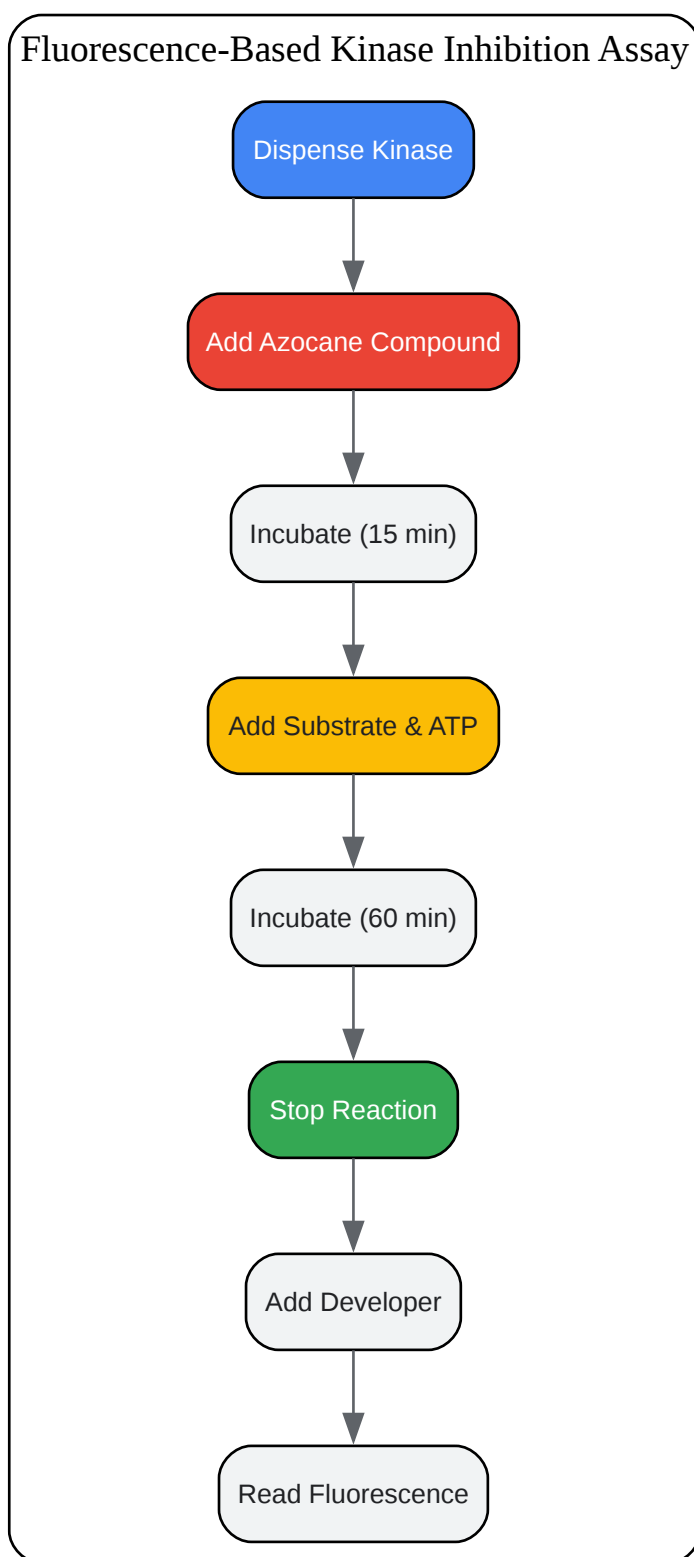 Fluorescence-Based Kinase Inhibition Assay
Dispense Kinase
Add Azocane Compound
Incubate (15 min)
Add Substrate & ATP
Incubate (60 min)
Stop Reaction
Add Developer
Read Fluorescence